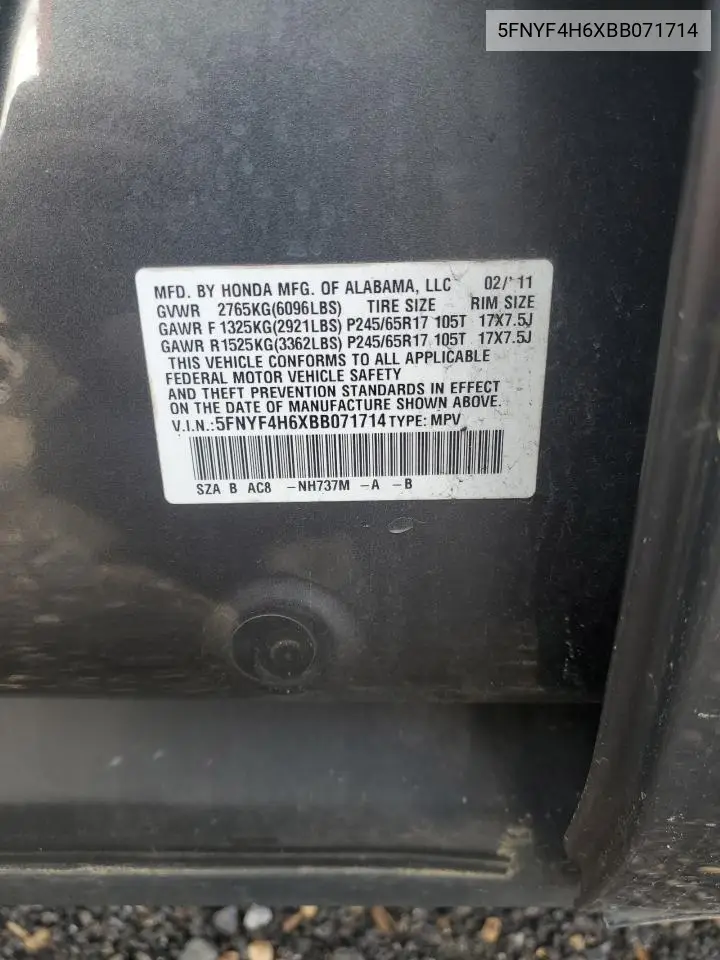 5FNYF4H6XBB071714
MFD. BY HONDA MFG. OF ALABAMA, LLC 02/11
GVWR 2765KG(6096LBS) TIRE SIZE RIM SIZE
GAWR F 1325KG(2921LBS) P245/65R17 105T 17X7.5J
GAWR R1525KG(3362LBS) P245/65R17 105T 17X7.5J
THIS VEHICLE CONFORMS TO ALL APPLICABLE
FEDERAL MOTOR VEHICLE SAFETY
AND THEFT PREVENTION STANDARDS IN EFFECT
ON THE DATE OF MANUFACTURE SHOWN ABOVE.
V.I.N.:5FNYF4H6XBB071714 TYPE: MPV
SZA B AC8 -NH737M -A -B